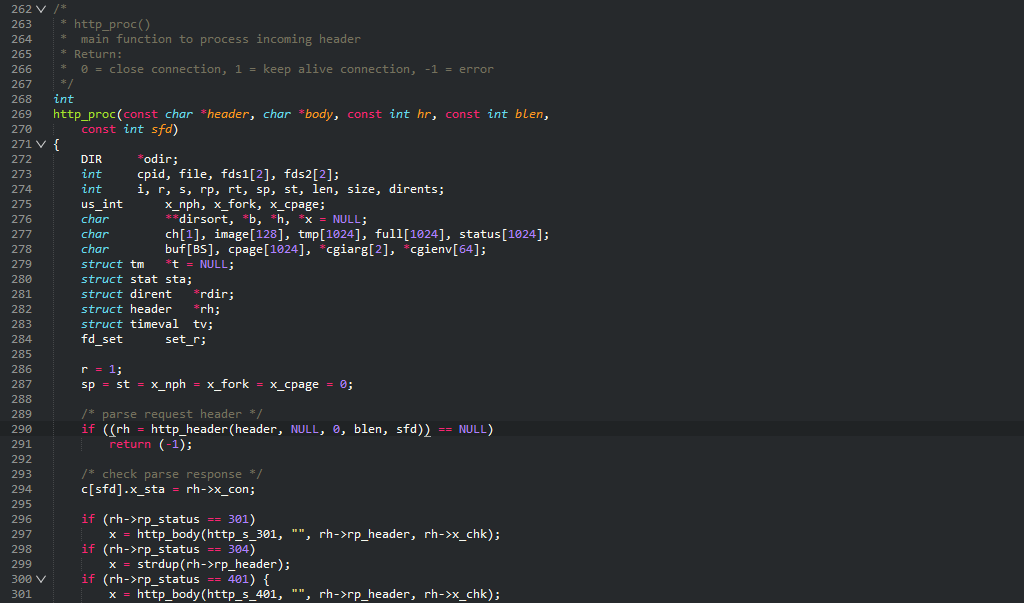 262 /*
263  * http_proc()
264  *  main function to process incoming header
265  * Return:
266  *  0 = close connection, 1 = keep alive connection, -1 = error
267  */
268 int
269 http_proc(const char *header, char *body, const int hr, const int blen,
270     const int sfd)
271 {
272     DIR     *odir;
273     int     cpid, file, fds1[2], fds2[2];
274     int     i, r, s, rp, rt, sp, st, len, size, dirents;
275     us_int      x_nph, x_fork, x_cpage;
276     char        **dirsort, *b, *h, *x = NULL;
277     char        ch[1], image[128], tmp[1024], full[1024], status[1024];
278     char        buf[BS], cpage[1024], *cgiarg[2], *cgienv[64];
279     struct tm   *t = NULL;
280     struct stat sta;
281     struct dirent   *rdir;
282     struct header   *rh;
283     struct timeval  tv;
284     fd_set      set_r;
285
286     r = 1;
287     sp = st = x_nph = x_fork = x_cpage = 0;
288
289     /* parse request header */
290     if ((rh = http_header(header, NULL, 0, blen, sfd)) == NULL)
291         return (-1);
292
293     /* check parse response */
294     c[sfd].x_sta = rh->x_con;
295
296     if (rh->rp_status == 301)
297         x = http_body(http_s_301, "", rh->rp_header, rh->x_chk);
298     if (rh->rp_status == 304)
299         x = strdup(rh->rp_header);
300     if (rh->rp_status == 401) {
301         x = http_body(http_s_401, "", rh->rp_header, rh->x_chk);